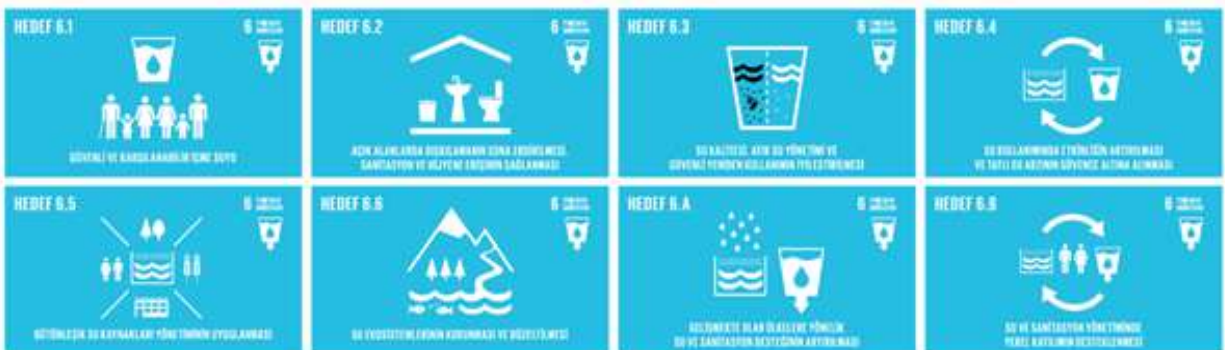 HEDEF 6.1
6
GÜVENLİ VE KARŞILANABİLİR İÇME SUYU
HEDEF 6.2
6
AÇIK ALANLARDA DIŞKILAMANIN SONA ERDİRİLMESİ,
SANİTASYON VE HİJYENE ERİŞİMİN SAĞLANMASI
HEDEF 6.3
6
SU KALİTESİ, ATIK SU YÖNETİMİ VE
GÜVENLİ YENİDEN KULLANIMIN İYİLEŞTİRİLMESİ
HEDEF 6.4
6
SU KULLANIMINDA ETKİNLİĞİN ARTIRILMASI
VE TATLI SU ARZININ GÜVENCE ALTINA ALINMASI
HEDEF 6.5
6
BÜTÜNLEŞİK SU KAYNAKLARI YÖNETİMİNİN UYGULANMASI
HEDEF 6.6
6
SU EKOSİSTEMLERİNİN KORUNMASI VE DÜZELTİLMESİ
HEDEF 6.A
6
GELİŞMEKTE OLAN ÜLKELERE YÖNELİK
SU VE SANİTASYON DESTEĞİNİN ARTIRILMASI
HEDEF 6.B
6
SU VE SANİTASYON YÖNETİMİNDE
YEREL KATILIMIN DESTEKLENMESİ